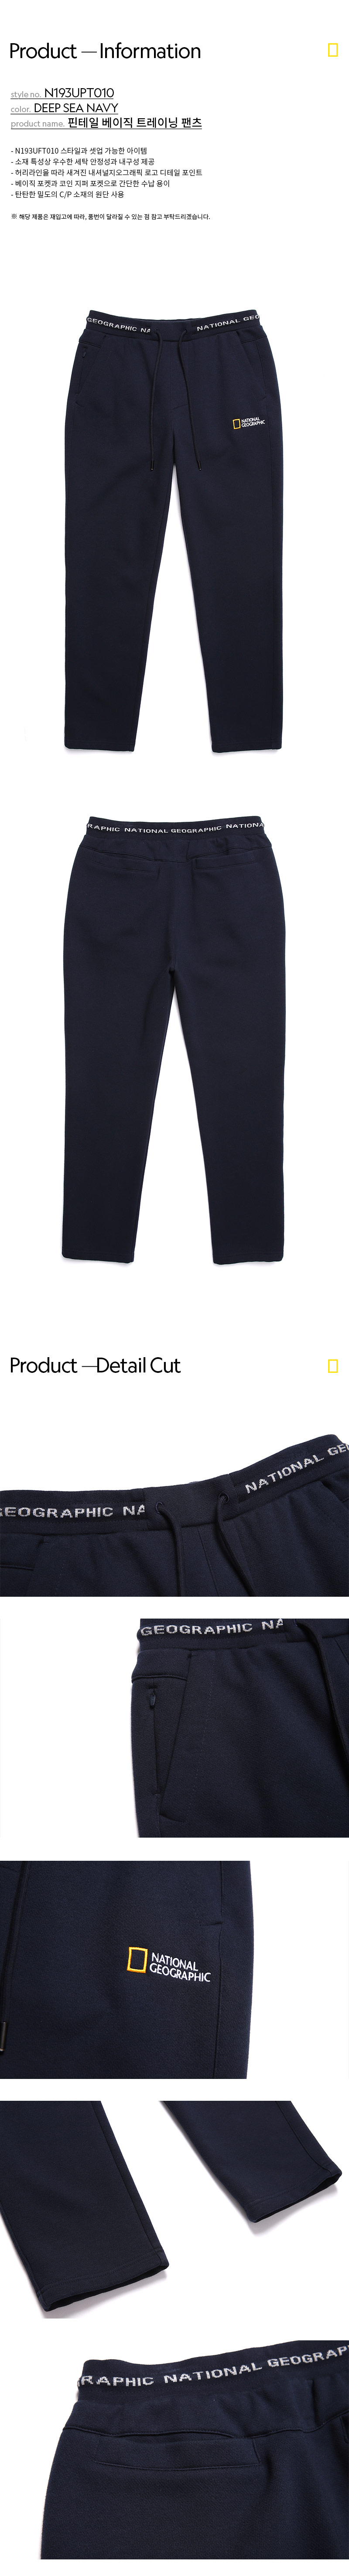 Product — Information
style no. N193UPT010
color. DEEP SEA NAVY
product name. 핀테일 베이직 트레이닝 팬츠
- N193UFT010 스타일과 셋업 가능한 아이템
- 소재 특성상 우수한 세탁 안정성과 내구성 제공
- 허리라인을 따라 새겨진 내셔널지오그래픽 로고 디테일 포인트
- 베이직 포켓과 코인 지퍼 포켓으로 간단한 수납 용이
- 탄탄한 밀도의 C/P 소재의 원단 사용
※ 해당 제품은 재입고에 따라, 품번이 달라질 수 있는 점 참고 부탁드리겠습니다.
GEOGRAPHIC NA
NATIONAL GEO
NATIONAL
GEOGRAPHIC
GRAPHIC NATIONAL GEOGRAPHIC NATIONA
Product — Detail Cut
GEOGRAPHIC NA
NATIONAL GE
GEOGRAPHIC NA
NATIONAL
GEOGRAPHIC
RAPHIC NATIONAL GEOGRAP